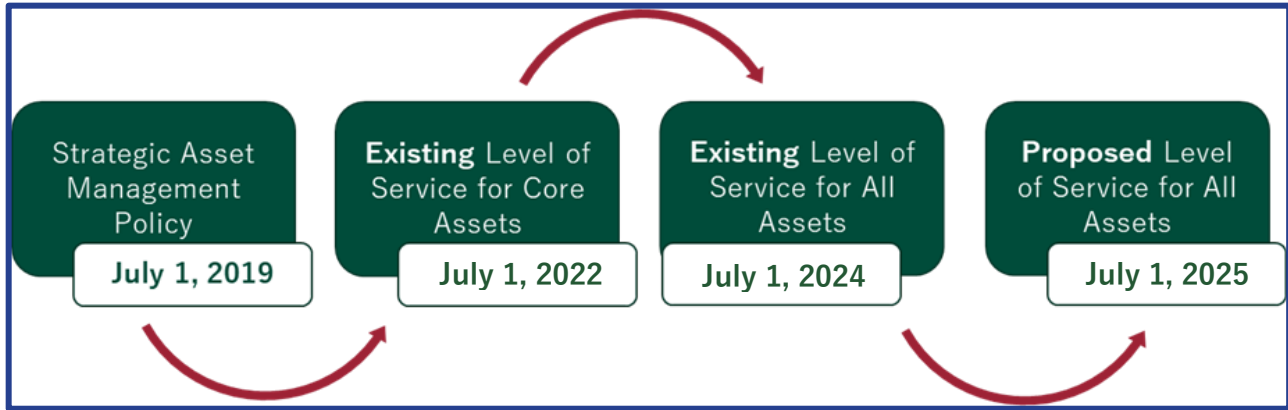 Strategic Asset
Management
Policy
July 1, 2019
Existing Level of
Service for Core
Assets
July 1, 2022
Existing Level of
Service for All
Assets
July 1, 2024
Proposed Level
of Service for All
Assets
July 1, 2025